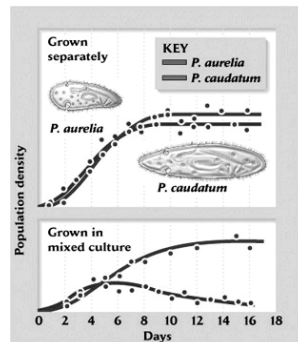 Grown
separately
KEY
P. aurelia
P. caudatum
P. aurelia
P. caudatum
Population density
Grown in
mixed culture
0 2 4 6 8 10 12 14 16 18
Days